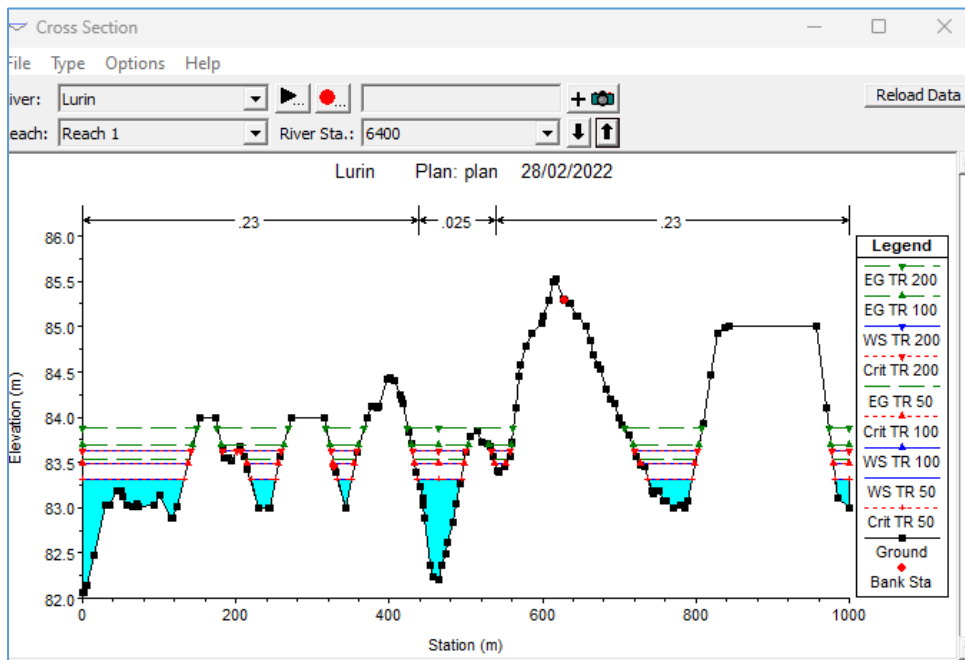 Cross Section
File Type Options Help
iver: Lurin
Reload Data
each: Reach 1 River Sta.: 6400
Lurin Plan: plan 28/02/2022
.23 .025 .23
86.0
85.5
85.0
84.5
84.0
83.5
83.0
82.5
82.0
Elevation (m)
0 200 400 600 800 1000
Station (m)
Legend
EG TR 200
EG TR 100
WS TR 200
Crit TR 200
EG TR 50
Crit TR 100
WS TR 100
WS TR 50
Crit TR 50
Ground
Bank Sta